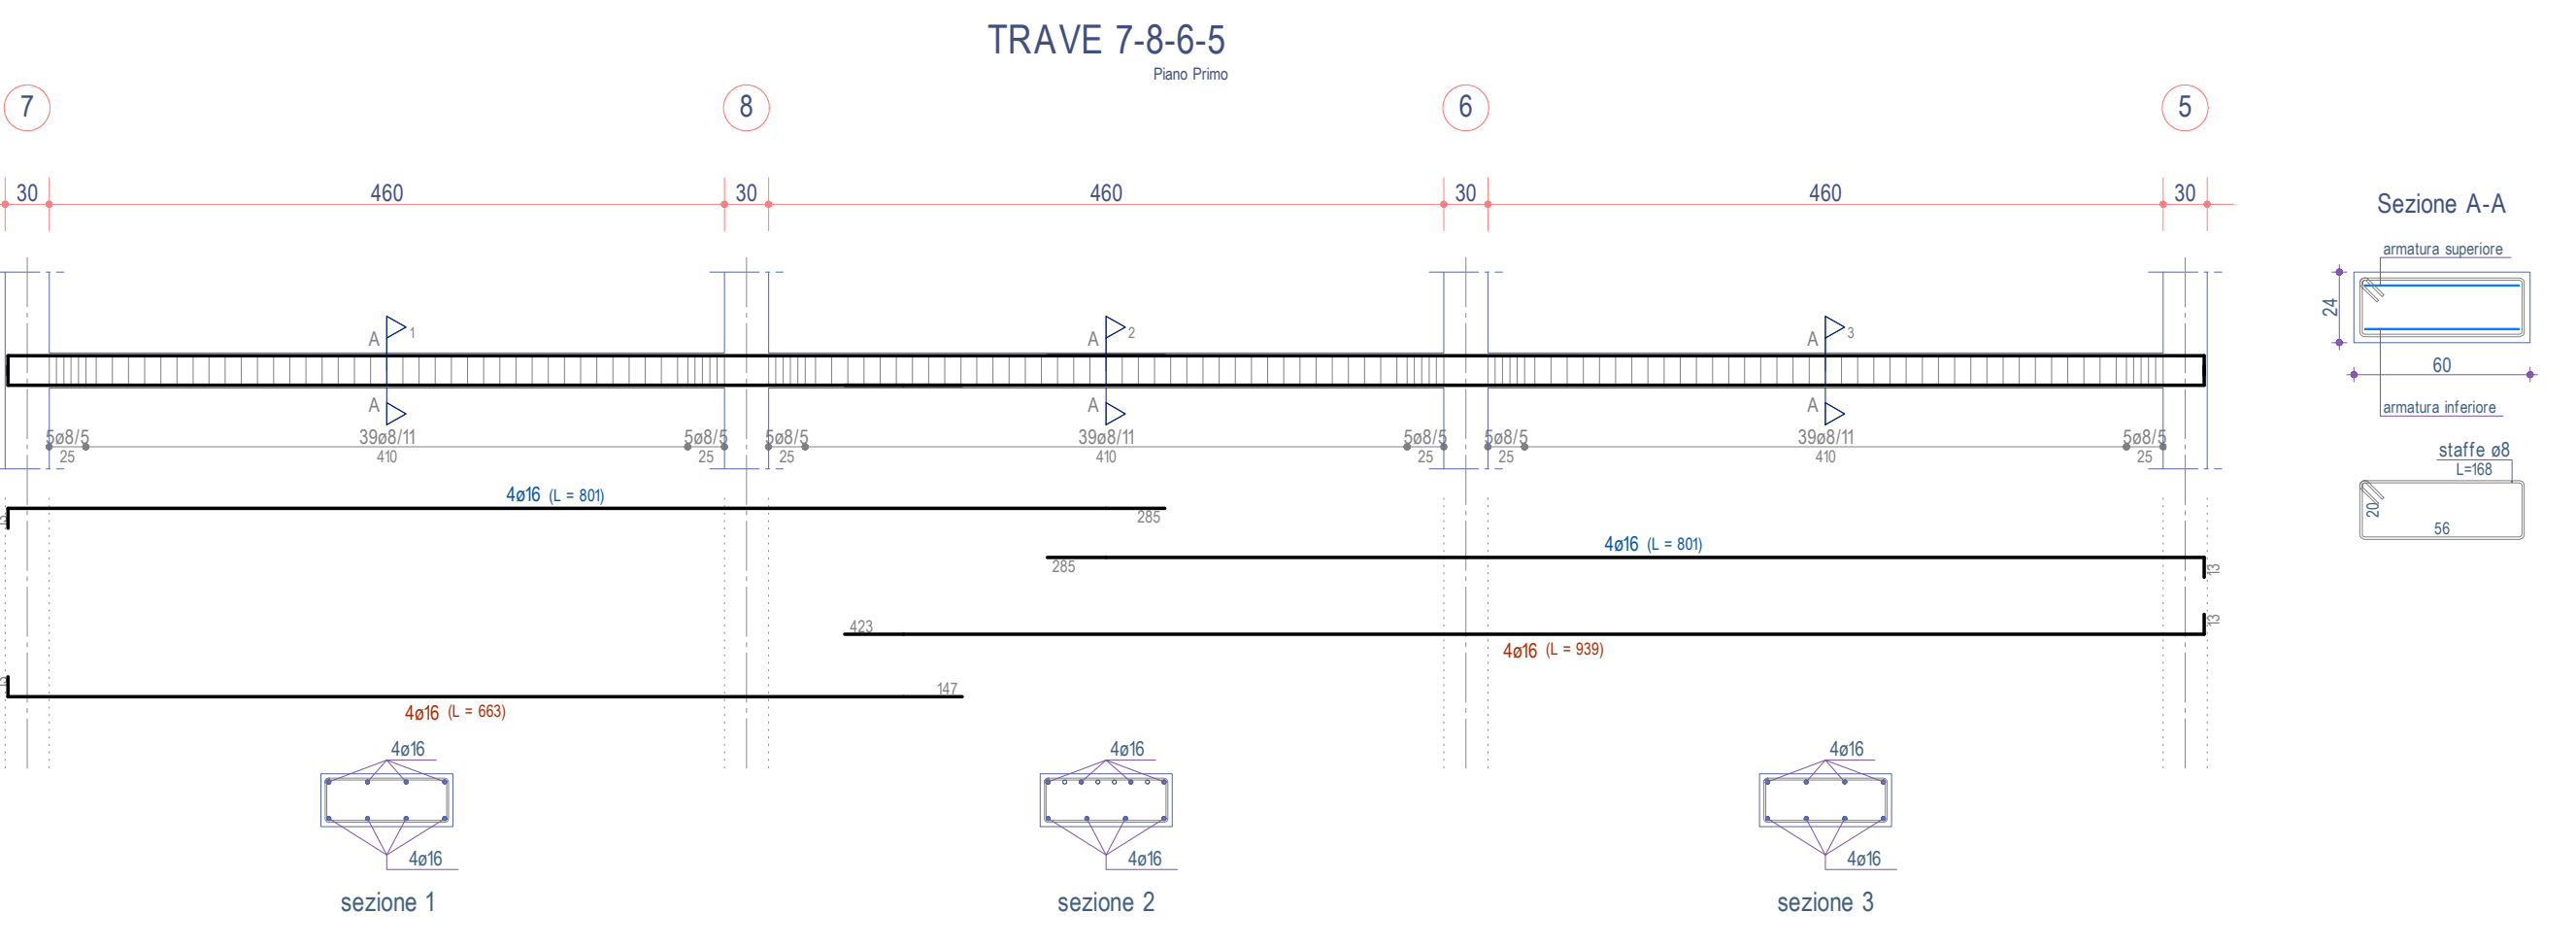 TRAVE 7-8-6-5
Piano Primo
7 8 6 5
30 460 30 460 30 460 30
Sezione A-A
armatura superiore
24
60
armatura inferiore
A 1 A 2 A 3
A A A
5ø8/5 39ø8/11 5ø8/5 5ø8/5 39ø8/11 5ø8/5 5ø8/5 39ø8/11 5ø8/5
25 410 25 25 410 25 25 410 25
staffe ø8
L=168
20
56
4ø16 (L = 801)
285
4ø16 (L = 801)
285
13
423
13
4ø16 (L = 939)
147
4ø16 (L = 663)
4ø16 4ø16 4ø16
4ø16 4ø16 4ø16
sezione 1 sezione 2 sezione 3